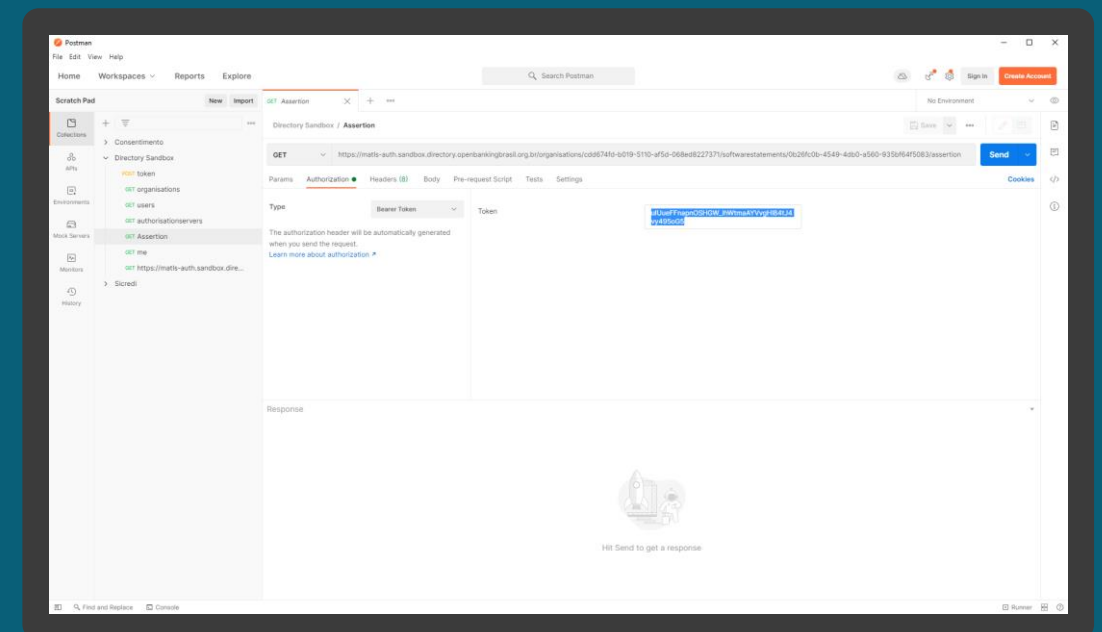 Postman
File Edit View Help
Home Workspaces Reports Explore
Search Postman
Sign In
Create Account
Scratch Pad
New Import
GET Assertion
No Environment
Collections
APIs
Environments
Mock Servers
Monitors
History
Consentimento
Directory Sandbox
POST token
GET organisations
GET users
GET authorisationservers
GET Assertion
GET me
GET https://matls-auth.sandbox.dire...
Sicredi
Directory Sandbox / Assertion
Save
GET
https://matls-auth.sandbox.directory.openbankingbrasil.org.br/organisations/cdd674fd-b019-5110-af5d-068ed8227371/softwarestatements/0b26fc0b-4549-4db0-a560-935bf64f5083/assertion
Send
Params Authorization Headers (8) Body Pre-request Script Tests Settings
Cookies
Type
Bearer Token
Token
The authorization header will be automatically generated
when you send the request.
Learn more about authorization
Response
Hit Send to get a response
Find and Replace Console
Runner